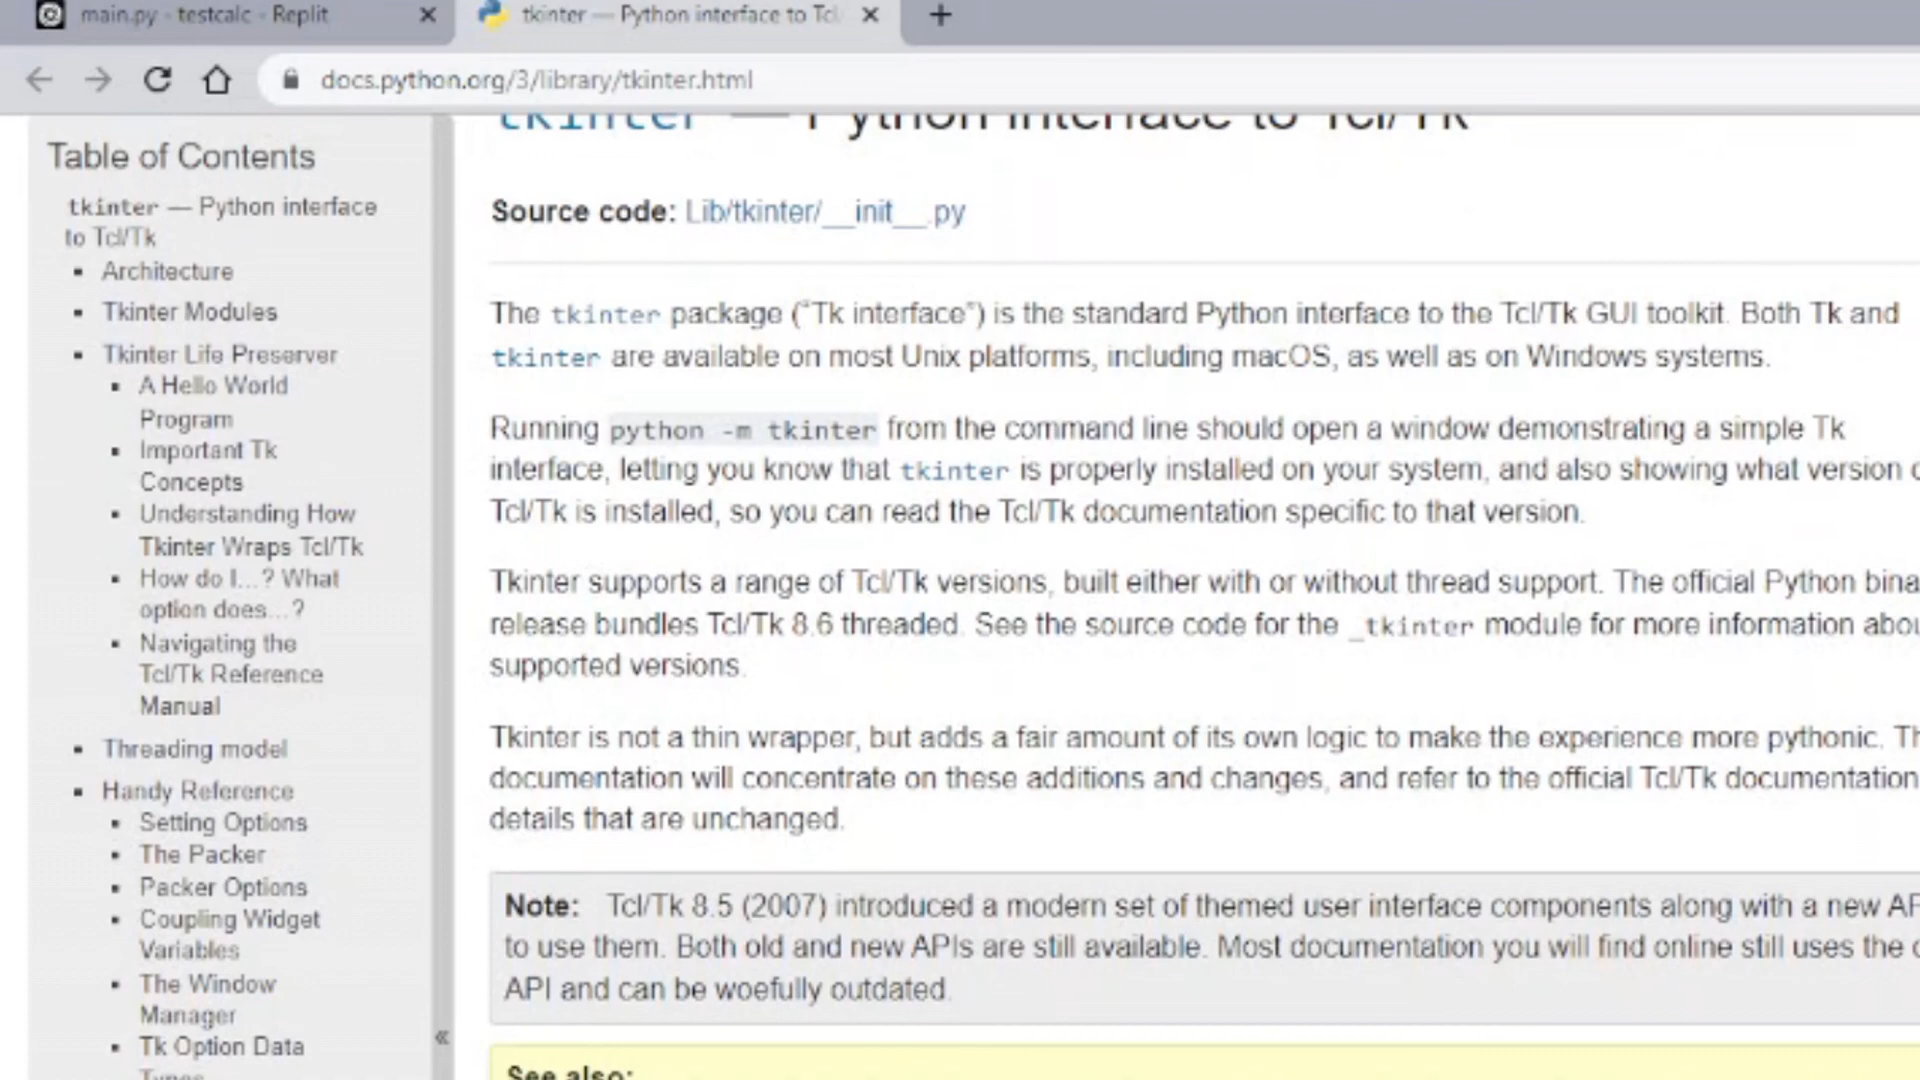 main.py - testcalc - Replit
tkinter — Python interface to Tcl
docs.python.org/3/library/tkinter.html
tkinter — Python interface to Tcl/Tk
Table of Contents
tkinter — Python interface
to Tcl/Tk
Architecture
Tkinter Modules
Tkinter Life Preserver
A Hello World
Program
Important Tk
Concepts
Understanding How
Tkinter Wraps Tcl/Tk
How do I…? What
option does…?
Navigating the
Tcl/Tk Reference
Manual
Threading model
Handy Reference
Setting Options
The Packer
Packer Options
Coupling Widget
Variables
The Window
Manager
Tk Option Data
Types
Source code: Lib/tkinter/__init__.py
The tkinter package (“Tk interface”) is the standard Python interface to the Tcl/Tk GUI toolkit. Both Tk and
tkinter are available on most Unix platforms, including macOS, as well as on Windows systems.
Running python -m tkinter from the command line should open a window demonstrating a simple Tk
interface, letting you know that tkinter is properly installed on your system, and also showing what version
Tcl/Tk is installed, so you can read the Tcl/Tk documentation specific to that version.
Tkinter supports a range of Tcl/Tk versions, built either with or without thread support. The official Python bina
release bundles Tcl/Tk 8.6 threaded. See the source code for the _tkinter module for more information abou
supported versions.
Tkinter is not a thin wrapper, but adds a fair amount of its own logic to make the experience more pythonic. Th
documentation will concentrate on these additions and changes, and refer to the official Tcl/Tk documentation
details that are unchanged.
Note: Tcl/Tk 8.5 (2007) introduced a modern set of themed user interface components along with a new AP
to use them. Both old and new APIs are still available. Most documentation you will find online still uses the
API and can be woefully outdated.
See also: